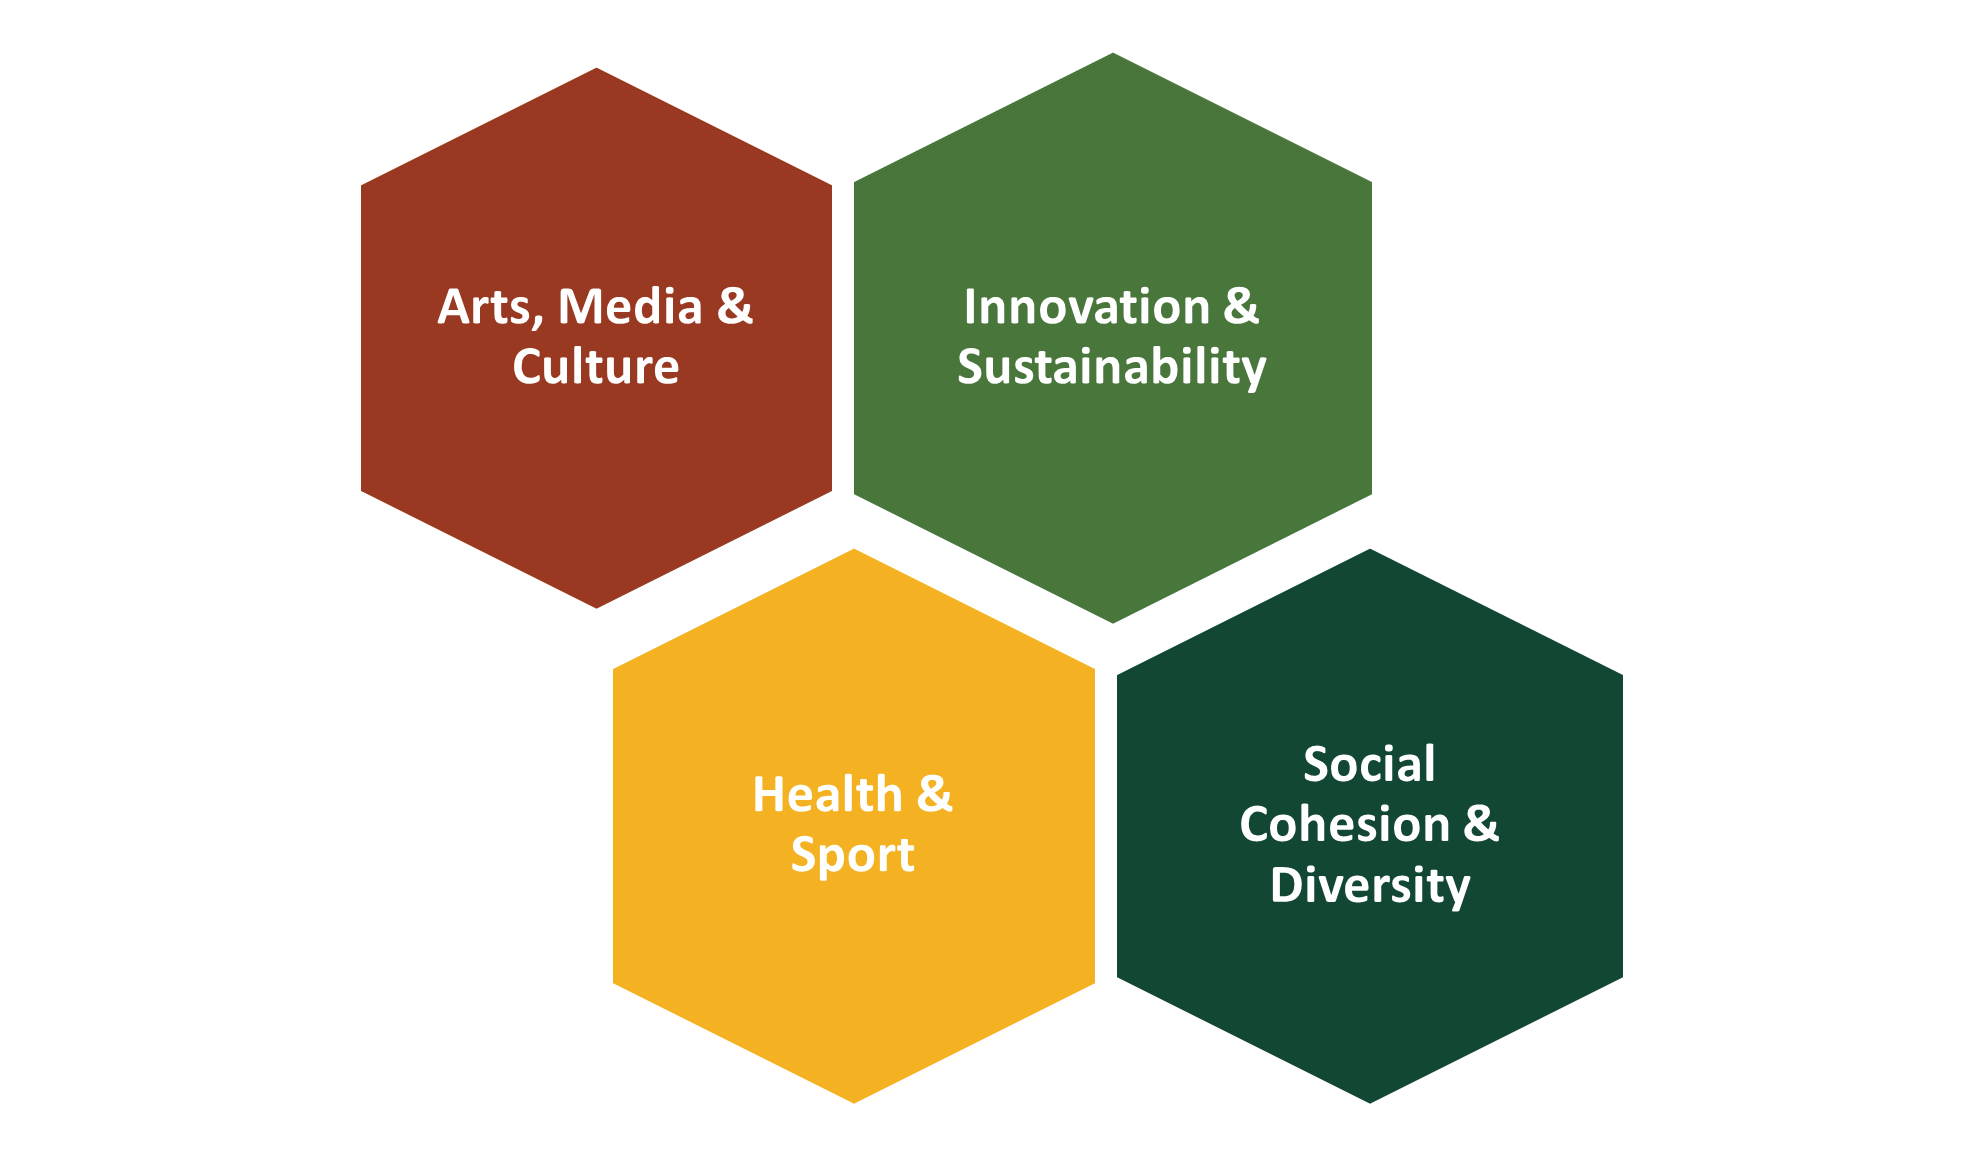 Arts, Media &
Culture
Innovation &
Sustainability
Health &
Sport
Social
Cohesion &
Diversity